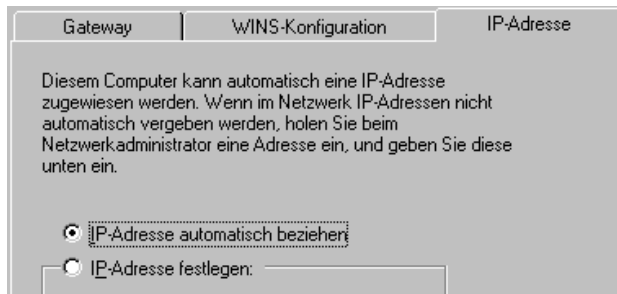 Gateway WINS-Konfiguration IP-Adresse
Diesem Computer kann automatisch eine IP-Adresse
zugewiesen werden. Wenn im Netzwerk IP-Adressen nicht
automatisch vergeben werden, holen Sie beim
Netzwerkadministrator eine Adresse ein, und geben Sie diese
unten ein.
IP-Adresse automatisch beziehen
IP-Adresse festlegen: